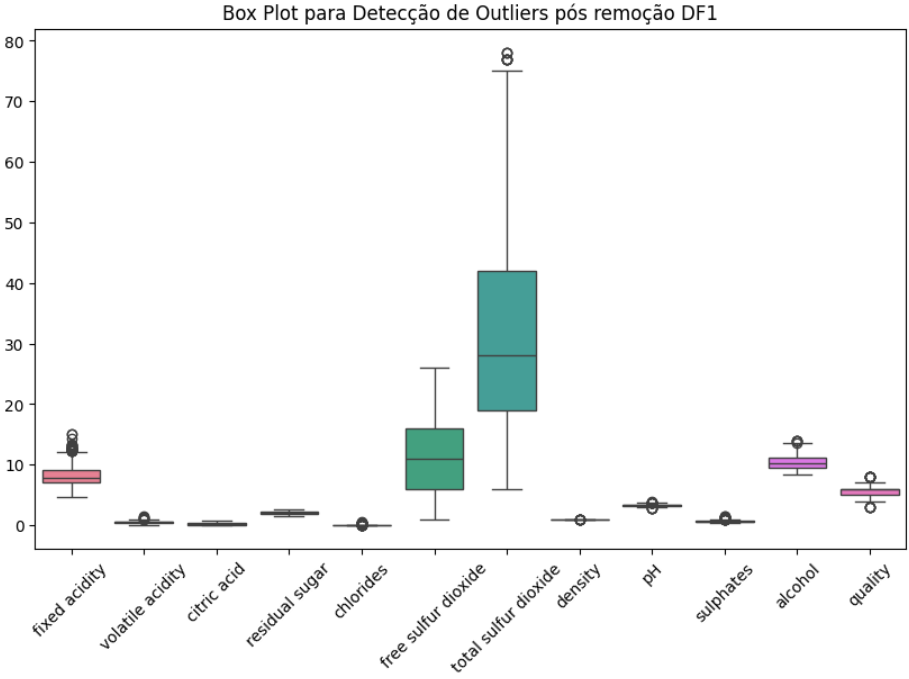 Box Plot para Detecção de Outliers pós remoção DF1
80
70
60
50
40
30
20
10
0
fixed acidity
volatile acidity
citric acid
residual sugar
chlorides
free sulfur dioxide
total sulfur dioxide
density
pH
sulphates
alcohol
quality